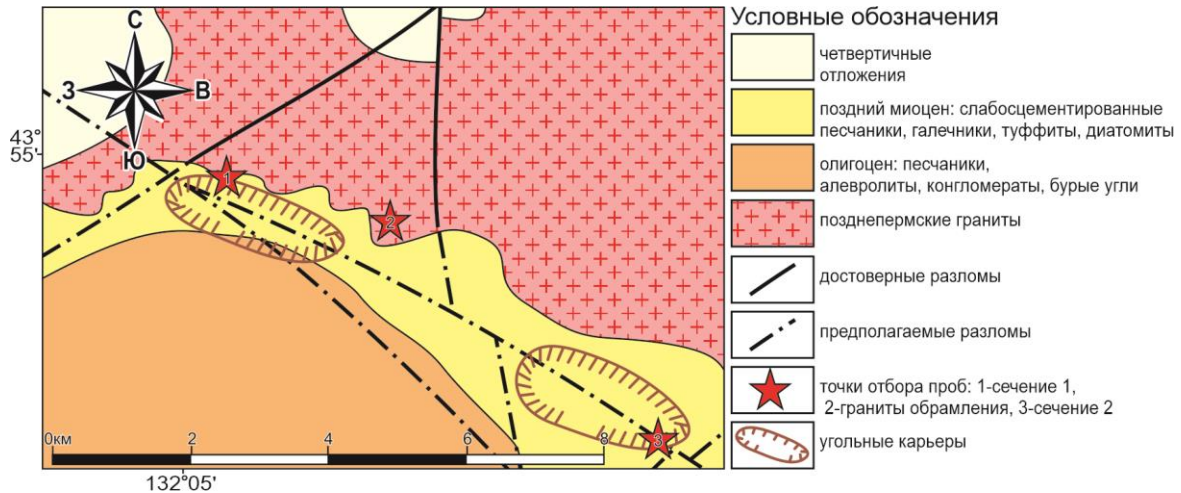 С
З
В
Ю
43°
55'
1
2
3
0км
2
4
6
8
132°05'
Условные обозначения
четвертичные
отложения
поздний миоцен: слабосцементированные
песчаники, галечники, туффиты, диатомиты
олигоцен: песчаники,
алевролиты, конгломераты, бурые угли
позднепермские граниты
достоверные разломы
предполагаемые разломы
точки отбора проб: 1-сечение 1,
2-граниты обрамления, 3-сечение 2
угольные карьеры